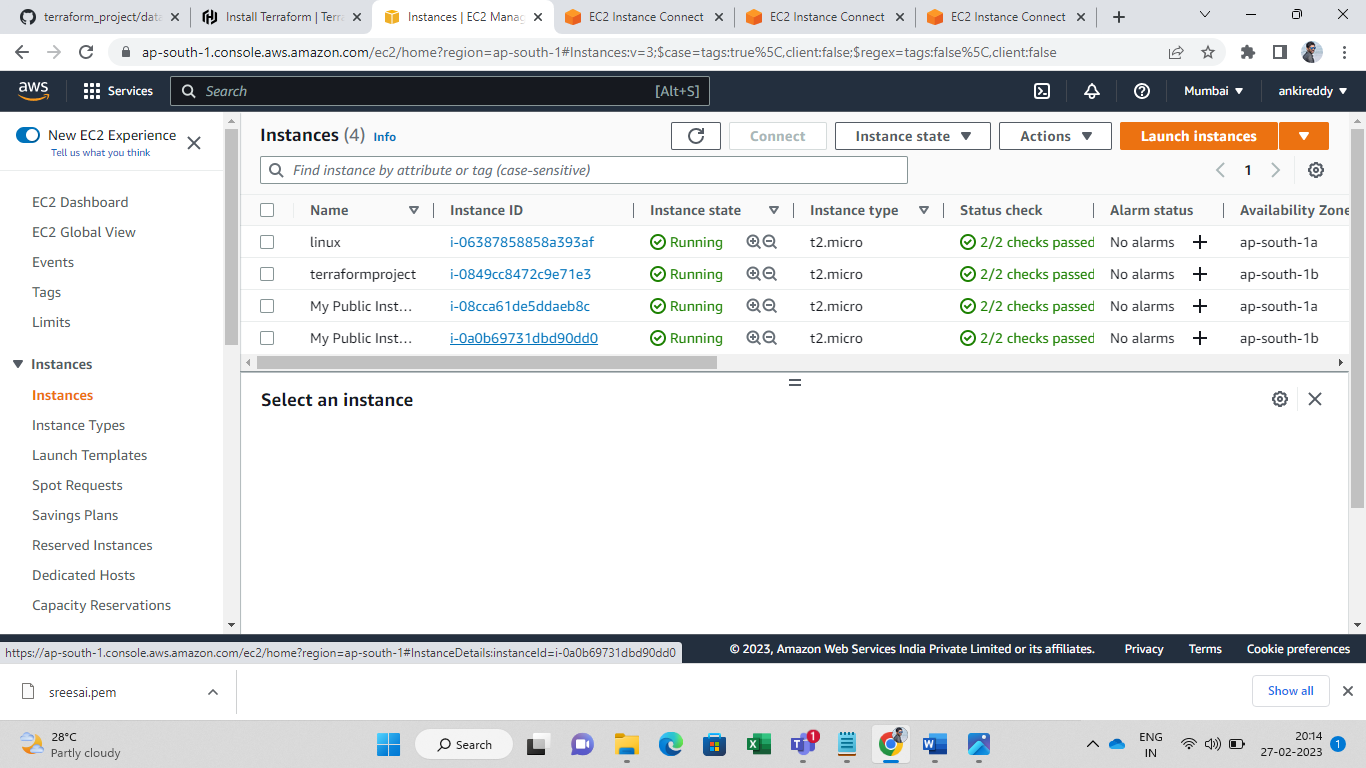 terraform_project/data
Install Terraform | Terra
Instances | EC2 Manag
EC2 Instance Connect
EC2 Instance Connect
EC2 Instance Connect
ap-south-1.console.aws.amazon.com/ec2/home?region=ap-south-1#Instances:v=3;$case=tags:true%5C,client:false;$regex=tags:false%5C,client:false
aws
Services
Search
[Alt+S]
Mumbai
ankireddy
New EC2 Experience
Tell us what you think
EC2 Dashboard
EC2 Global View
Events
Tags
Limits
Instances
Instances
Instance Types
Launch Templates
Spot Requests
Savings Plans
Reserved Instances
Dedicated Hosts
Capacity Reservations
Instances (4) Info
Connect
Instance state
Actions
Launch instances
Find instance by attribute or tag (case-sensitive)
1
Name Instance ID Instance state Instance type Status check Alarm status Availability Zone
linux i-06387858858a393af Running t2.micro 2/2 checks passed No alarms ap-south-1a
terraformproject i-0849cc8472c9e71e3 Running t2.micro 2/2 checks passed No alarms ap-south-1b
My Public Inst... i-08cca61de5ddaeb8c Running t2.micro 2/2 checks passed No alarms ap-south-1a
My Public Inst... i-0a0b69731dbd90dd0 Running t2.micro 2/2 checks passed No alarms ap-south-1b
Select an instance
https://ap-south-1.console.aws.amazon.com/ec2/home?region=ap-south-1#InstanceDetails:instanceId=i-0a0b69731dbd90dd0
© 2023, Amazon Web Services India Private Limited or its affiliates. Privacy Terms Cookie preferences
sreesai.pem
Show all
28°C
Partly cloudy
Search
1
ENG
IN
20:14
27-02-2023
1